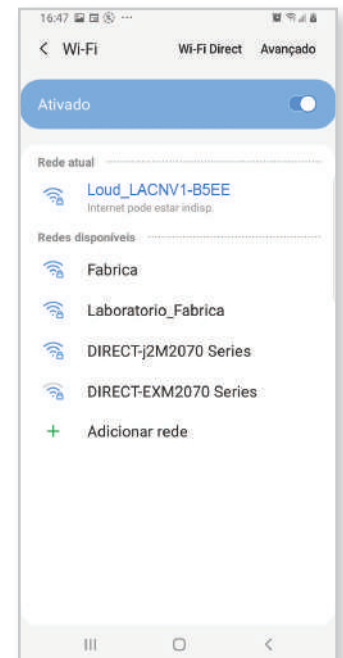 16:47
Wi-Fi Wi-Fi Direct Avançado
Ativado
Rede atual
Loud_LACNV1-B5EE
Internet pode estar indisp.
Redes disponíveis
Fabrica
Laboratorio_Fabrica
DIRECT-j2M2070 Series
DIRECT-EXM2070 Series
Adicionar rede